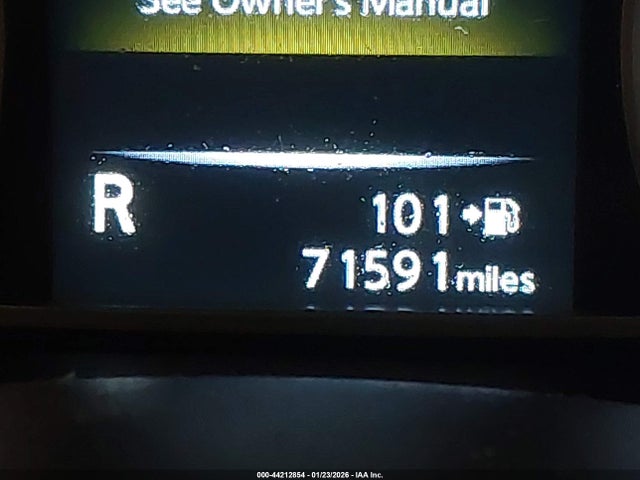 See Owner's Manual
R
101
71591 miles
000-44212854 - 01/23/2026 - IAA Inc.